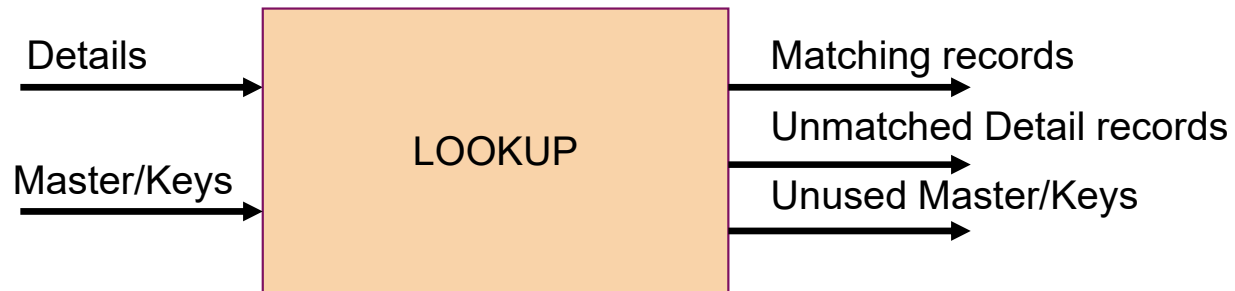 Details
Master/Keys
LOOKUP
Matching records
Unmatched Detail records
Unused Master/Keys